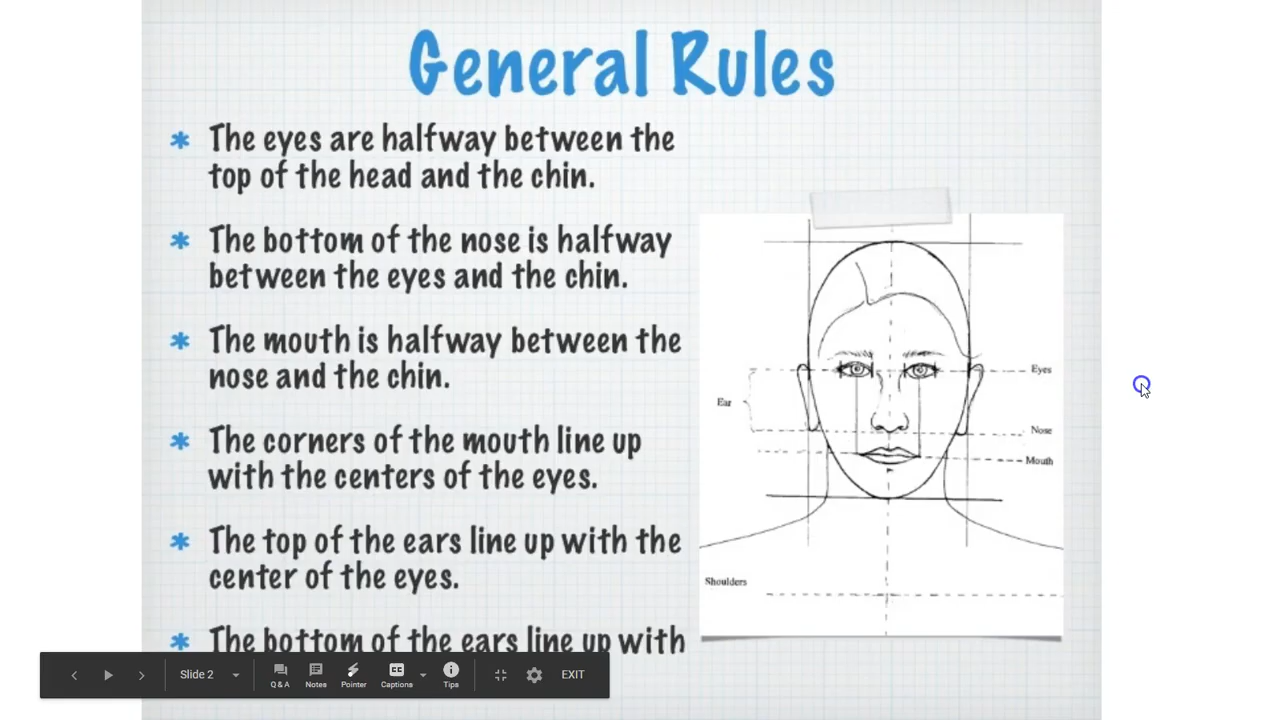 General Rules
* The eyes are halfway between the
top of the head and the chin.
* The bottom of the nose is halfway
between the eyes and the chin.
* The mouth is halfway between the
nose and the chin.
* The corners of the mouth line up
with the centers of the eyes.
* The top of the ears line up with the
center of the eyes.
* The bottom of the ears line up with
Eyes
Ear
Nose
Mouth
Shoulders
Slide 2
Q & A
Notes
Pointer
CC
Captions
Tips
EXIT